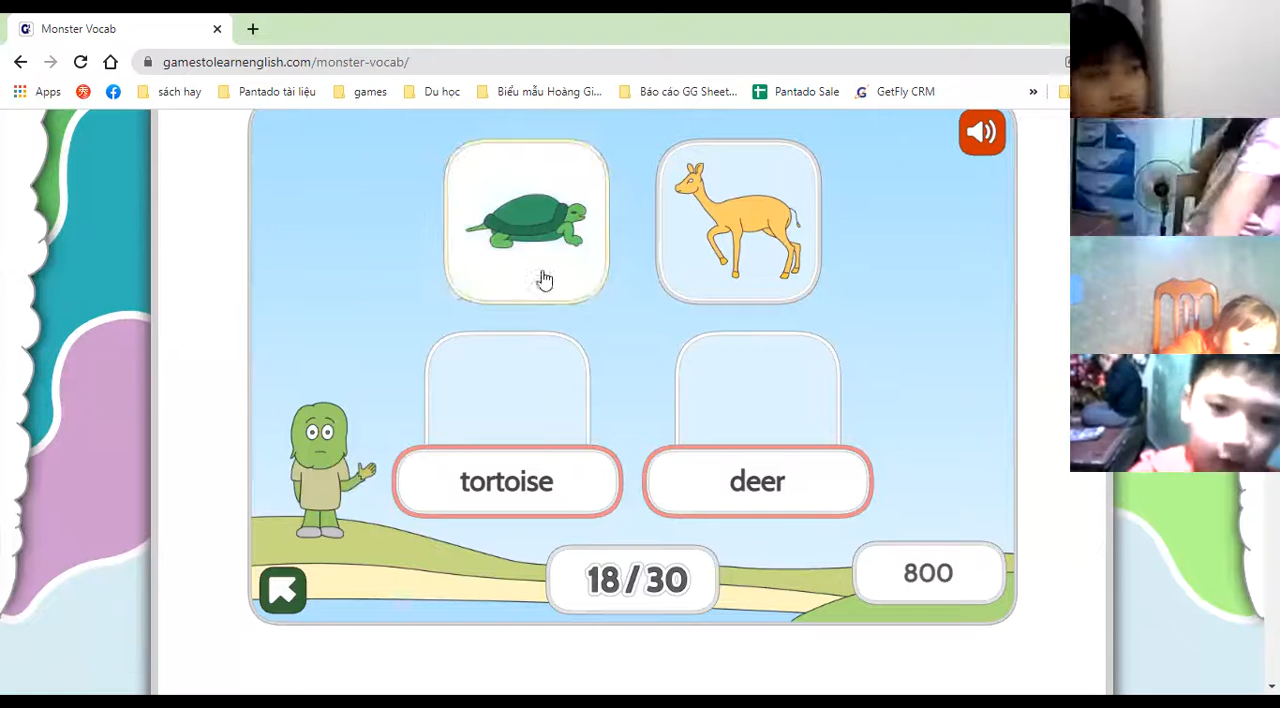 Monster Vocab
gamestolearnenglish.com/monster-vocab/
Apps
sách hay
Pantado tài liệu
games
Du học
Biểu mẫu Hoàng Gi...
Báo cáo GG Sheet...
Pantado Sale
GetFly CRM
»
tortoise
deer
18/30
800